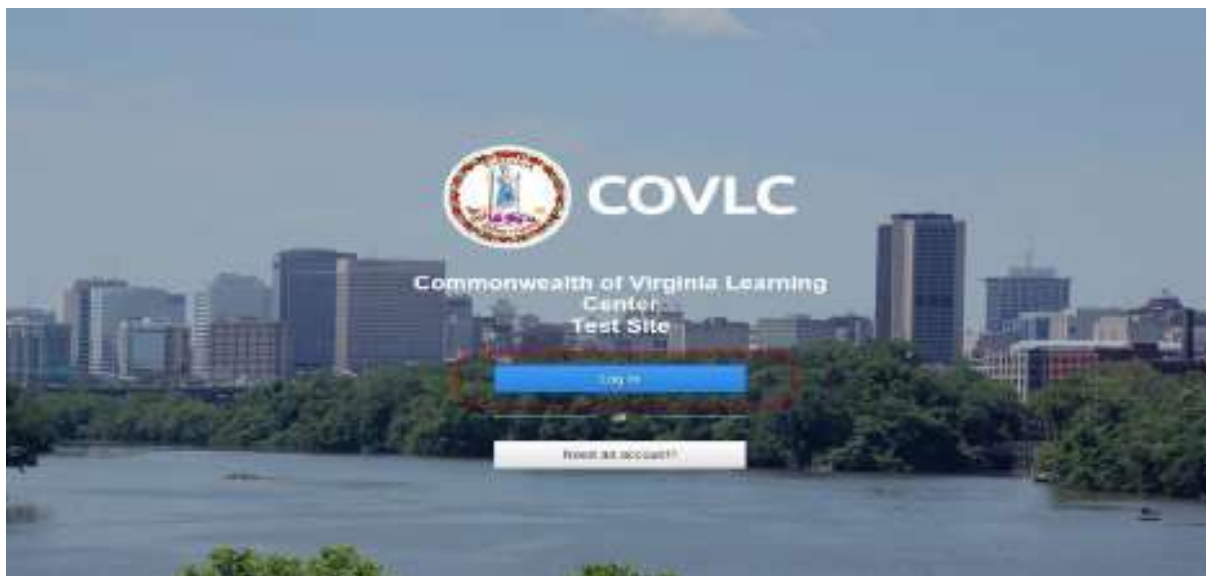 COVLC
Commonwealth of Virginia Learning
Center
Test Site
Log In
Need an account?